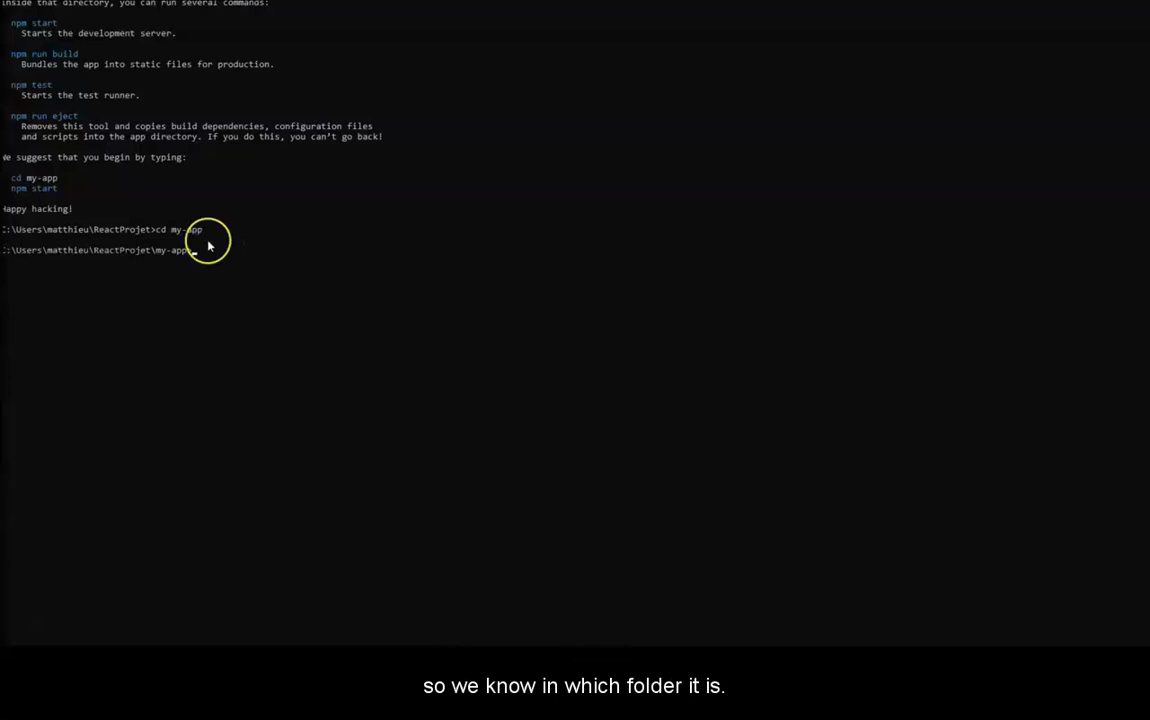 inside that directory, you can run several commands:
npm start
Starts the development server.
npm run build
Bundles the app into static files for production.
npm test
Starts the test runner.
npm run eject
Removes this tool and copies build dependencies, configuration files
and scripts into the app directory. If you do this, you can't go back!
We suggest that you begin by typing:
cd my-app
npm start
Happy hacking!
C:\Users\matthieu\ReactProjet>cd my-app
C:\Users\matthieu\ReactProjet\my-app>
so we know in which folder it is.